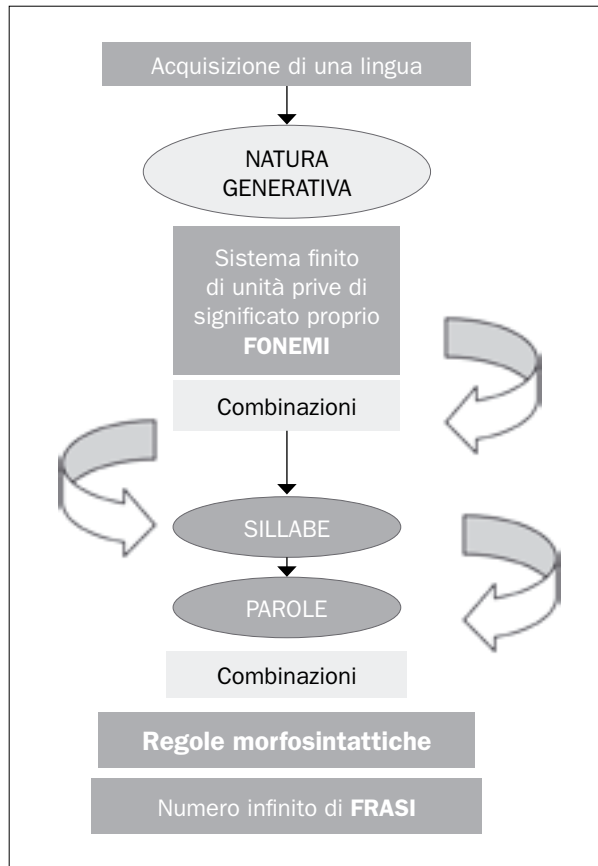 Acquisizione di una lingua
NATURA
GENERATIVA
Sistema finito
di unità prive di
significato proprio
FONEMI
Combinazioni
SILLABE
PAROLE
Combinazioni
Regole morfosintattiche
Numero infinito di FRASI